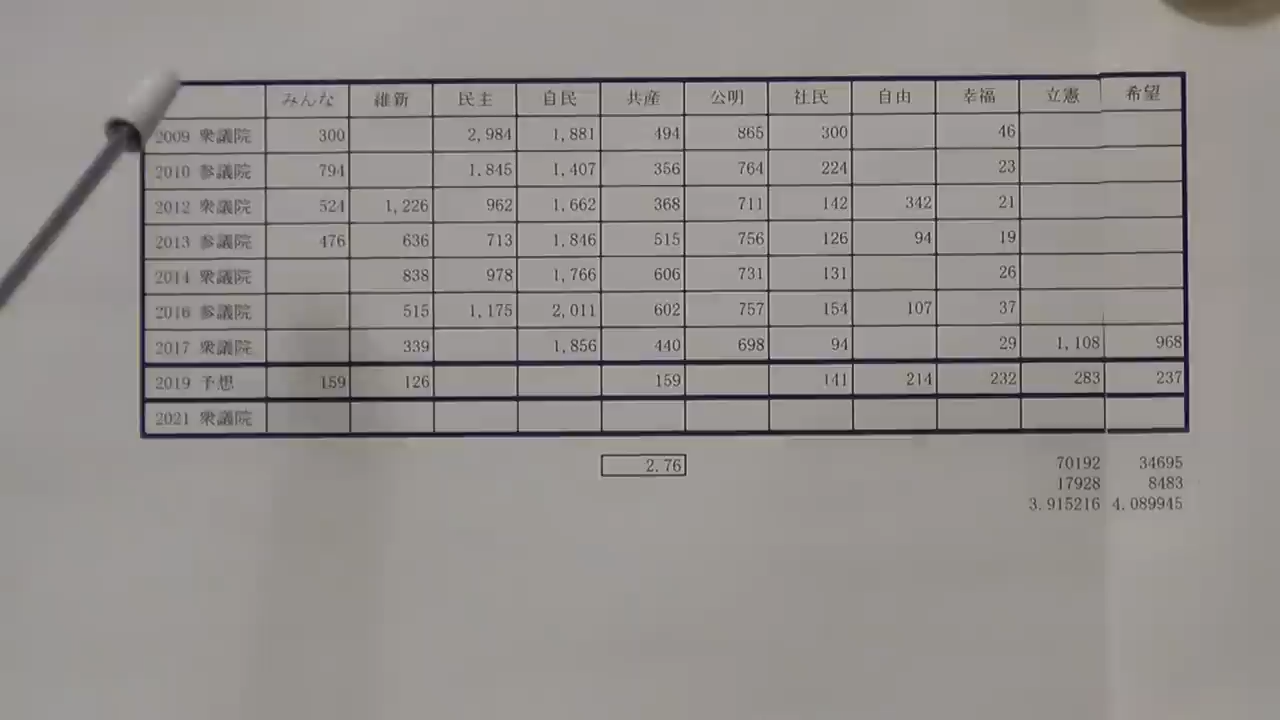 みんな 維新 民主 自民 共産 公明 社民 自由 幸福 立憲 希望
2009 衆議院 300 2,984 1,881 494 865 300 46
2010 参議院 794 1,845 1,407 356 764 224 23
2012 衆議院 524 1,226 962 1,662 368 711 142 342 21
2013 参議院 476 636 713 1,846 515 756 126 94 19
2014 衆議院 838 978 1,766 606 731 131 26
2016 参議院 515 1,175 2,011 602 757 154 107 37
2017 衆議院 339 1,856 440 698 94 29 1,108 968
2019 予想 159 126 159 141 214 232 283 237
2021 衆議院
2.76 70192 34695
17928 8483
3.915216 4.089945